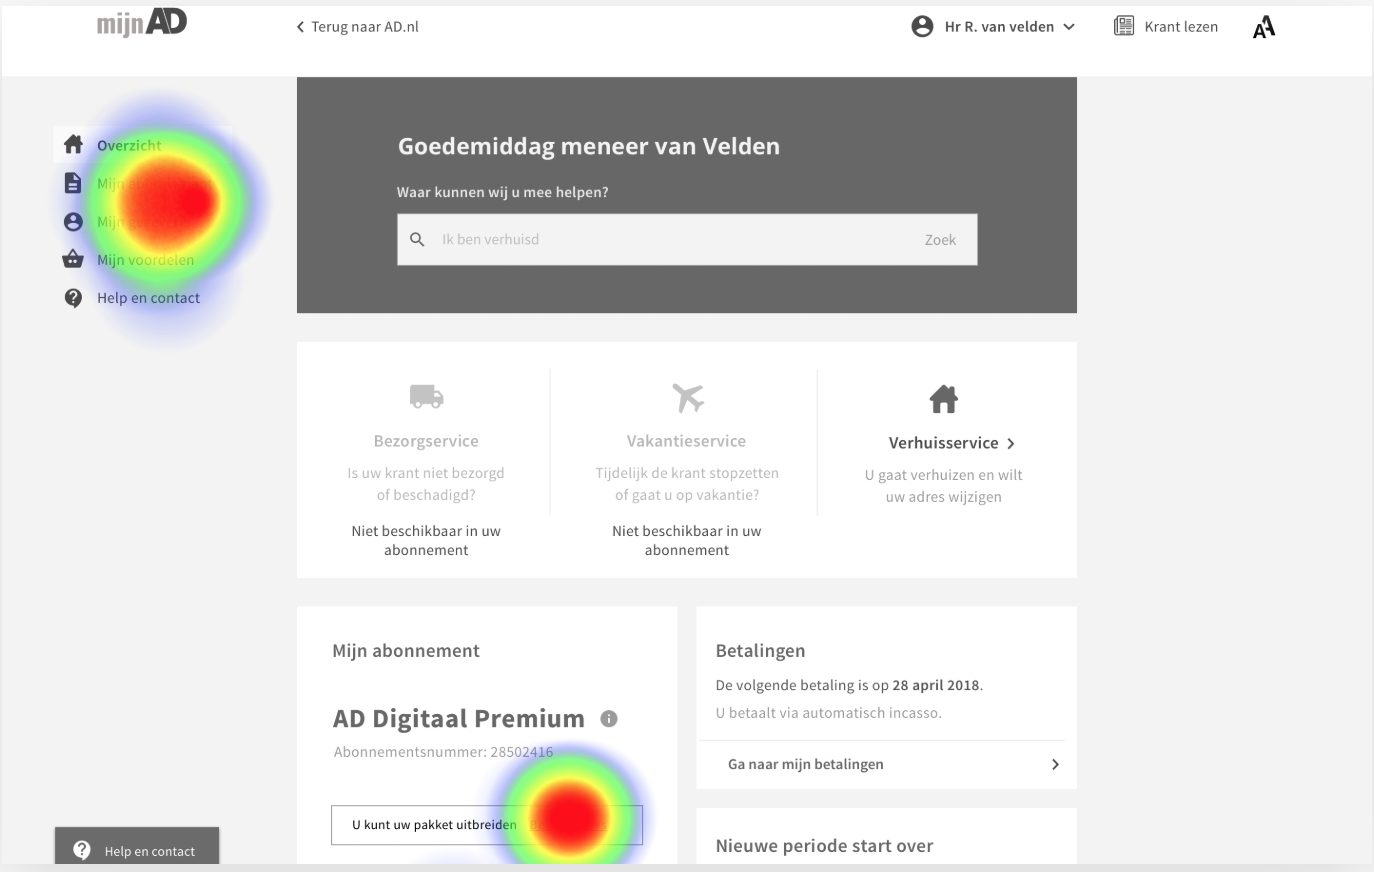 mijnAD
Terug naar AD.nl
Hr R. van velden
Krant lezen
AA
Overzicht
Mijn
Mijn
Mijn voordelen
Help en contact
Goedemiddag meneer van Velden
Waar kunnen wij u mee helpen?
Ik ben verhuisd
Zoek
Bezorgservice
Is uw krant niet bezorgd
of beschadigd?
Niet beschikbaar in uw
abonnement
Vakantieservice
Tijdelijk de krant stopzetten
of gaat u op vakantie?
Niet beschikbaar in uw
abonnement
Verhuisservice
U gaat verhuizen en wilt
uw adres wijzigen
Mijn abonnement
AD Digitaal Premium
Abonnementsnummer: 28502416
U kunt uw pakket uitbreiden
Betalingen
De volgende betaling is op 28 april 2018.
U betaalt via automatisch incasso.
Ga naar mijn betalingen
Nieuwe periode start over
Help en contact